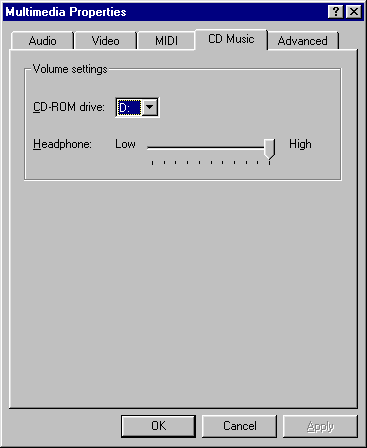 Multimedia Properties
Audio Video MIDI CD Music Advanced
Volume settings
CD-ROM drive: D:
Headphone: Low High
OK Cancel Apply